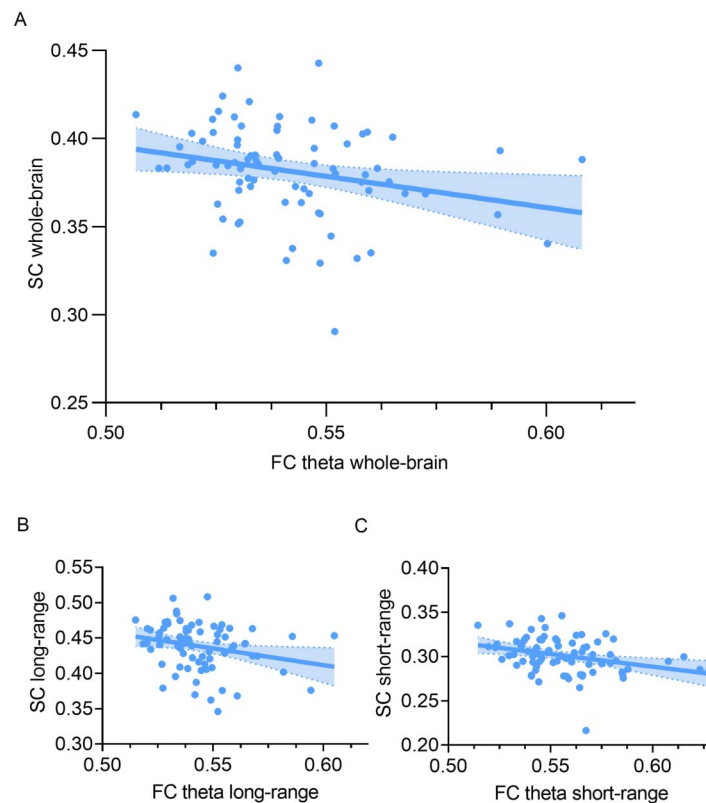 A
0.45
0.40
0.35
0.30
0.25
SC whole-brain
0.50 0.55 0.60
FC theta whole-brain
B
0.55
0.50
0.45
0.40
0.35
0.30
SC long-range
0.50 0.55 0.60
FC theta long-range
C
0.40
0.35
0.30
0.25
0.20
SC short-range
0.50 0.55 0.60
FC theta short-range